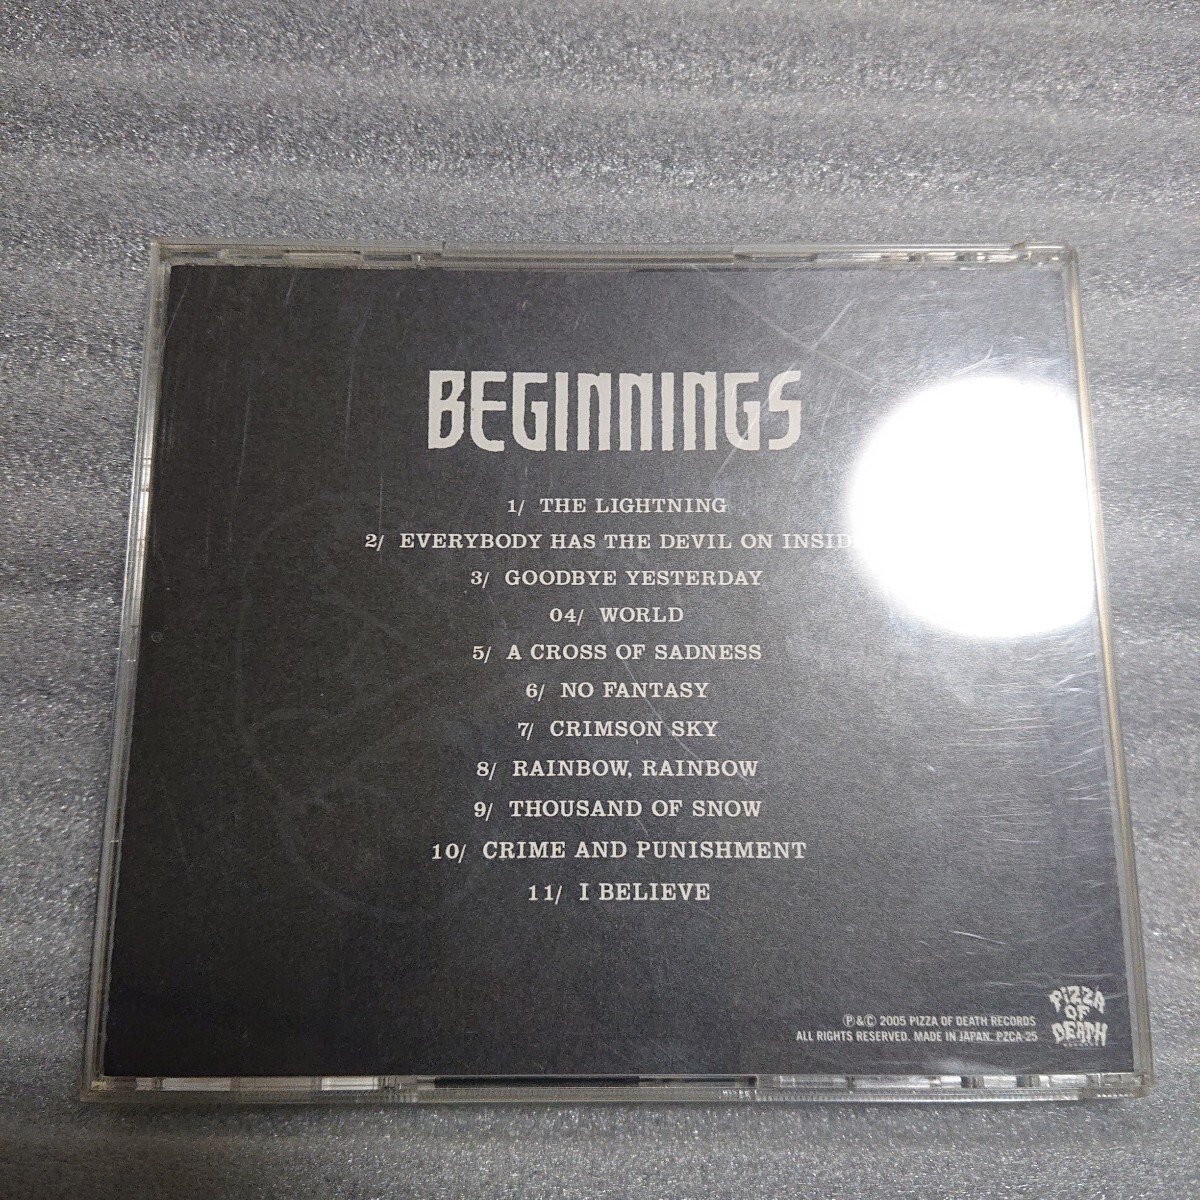 BEGINNINGS
1/ THE LIGHTNING
2/ EVERYBODY HAS THE DEVIL ON
3/ GOODBYE YESTERDAY
04/ WORLD
5/ A CROSS OF SADNESS
6/ NO FANTASY
7/ CRIMSON SKY
8/ RAINBOW, RAINBOW
9/ THOUSAND OF SNOW
10/ CRIME AND PUNISHMENT
11/ I BELIEVE
℗&© 2005 PIZZA OF DEATH RECORDS
ALL RIGHTS RESERVED. MADE IN JAPAN. PZCA-25
PIZZA
OF
DEATH